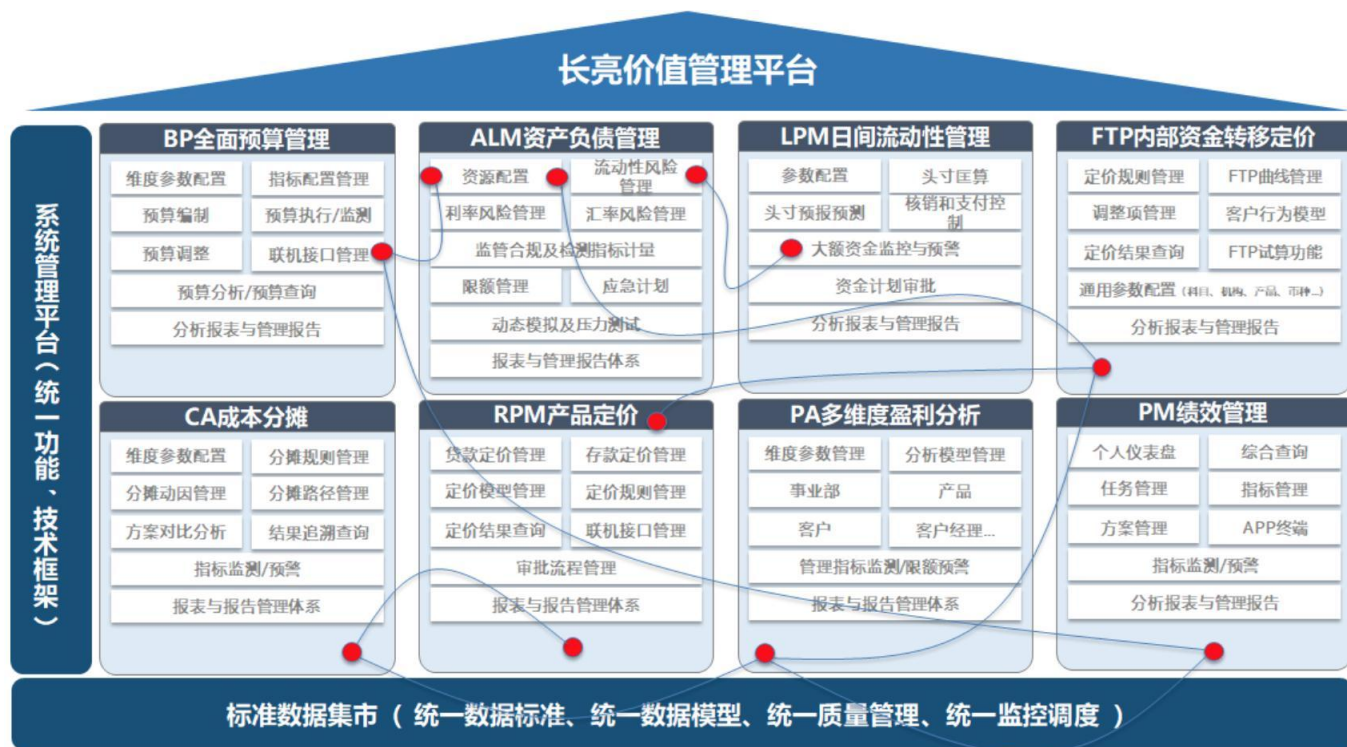 长亮价值管理平台
系统管理平台（统一功能、技术框架）
BP全面预算管理
维度参数配置 指标配置管理
预算编制 预算执行/监测
预算调整 联机接口管理
预算分析/预算查询
分析报表与管理报告
ALM资产负债管理
资源配置 流动性风险
管理
利率风险管理 汇率风险管理
监管合规及检测指标计量
限额管理 应急计划
动态模拟及压力测试
报表与管理报告体系
LPM日间流动性管理
参数配置 头寸匡算
头寸预报预测 核销和支付控
制
大额资金监控与预警
资金计划审批
分析报表与管理报告
FTP内部资金转移定价
定价规则管理 FTP曲线管理
调整项管理 客户行为模型
定价结果查询 FTP试算功能
通用参数配置（科目、机构、产品、币种...）
分析报表与管理报告
CA成本分摊
维度参数配置 分摊规则管理
分摊动因管理 分摊路径管理
方案对比分析 结果追溯查询
指标监测/预警
报表与报告管理体系
RPM产品定价
贷款定价管理 存款定价管理
定价模型管理 定价规则管理
定价结果查询 联机接口管理
审批流程管理
报表与报告管理体系
PA多维度盈利分析
维度参数管理 分析模型管理
事业部 产品
客户 客户经理...
管理指标监测/限额预警
报表与报告管理体系
PM绩效管理
个人仪表盘 综合查询
任务管理 指标管理
方案管理 APP终端
指标监测/预警
分析报表与管理报告
标准数据集市（ 统一数据标准、统一数据模型、统一质量管理、统一监控调度 ）